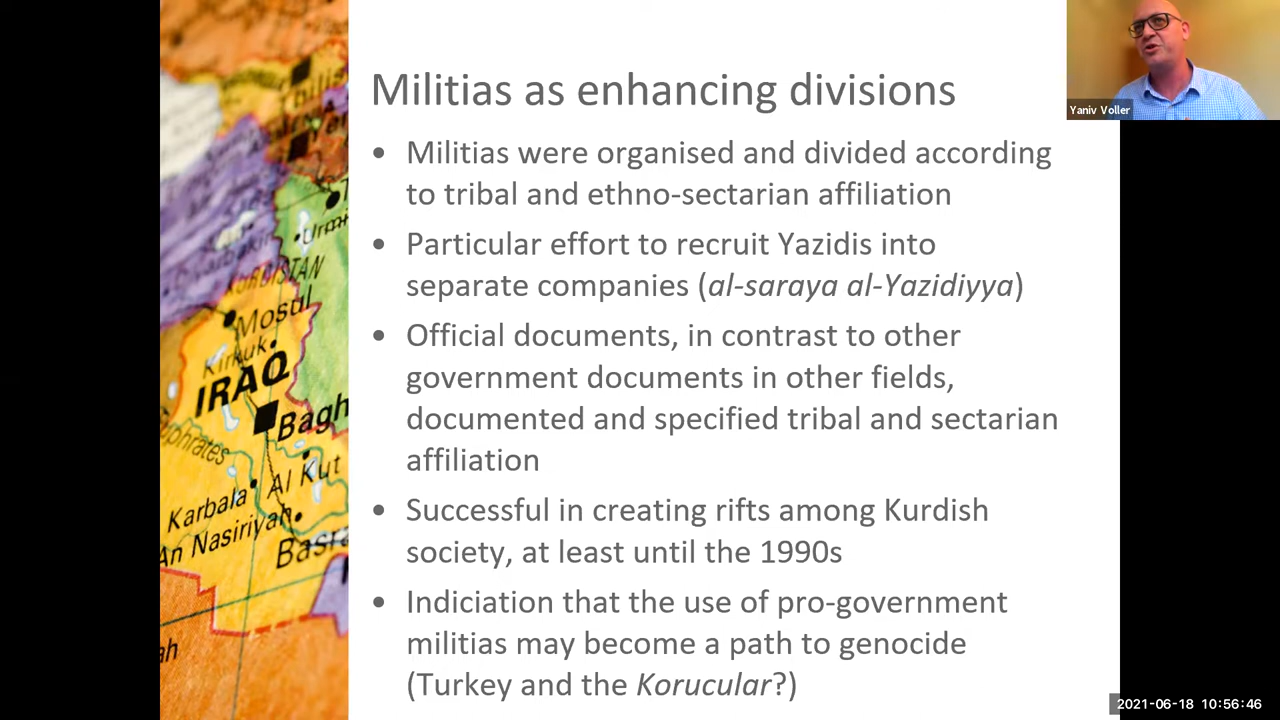 Militias as enhancing divisions
• Militias were organised and divided according
to tribal and ethno-sectarian affiliation
• Particular effort to recruit Yazidis into
separate companies (al-saraya al-Yazidiyya)
• Official documents, in contrast to other
government documents in other fields,
documented and specified tribal and sectarian
affiliation
• Successful in creating rifts among Kurdish
society, at least until the 1990s
• Indiciation that the use of pro-government
militias may become a path to genocide
(Turkey and the Korucular?)
Yaniv Voller
KURDISTAN
Mosul
Kirkuk
IRAQ
Bagh
Al Kut
Karbala
An Nasiriyah
Basra
ah
2021-06-18 10:56:46